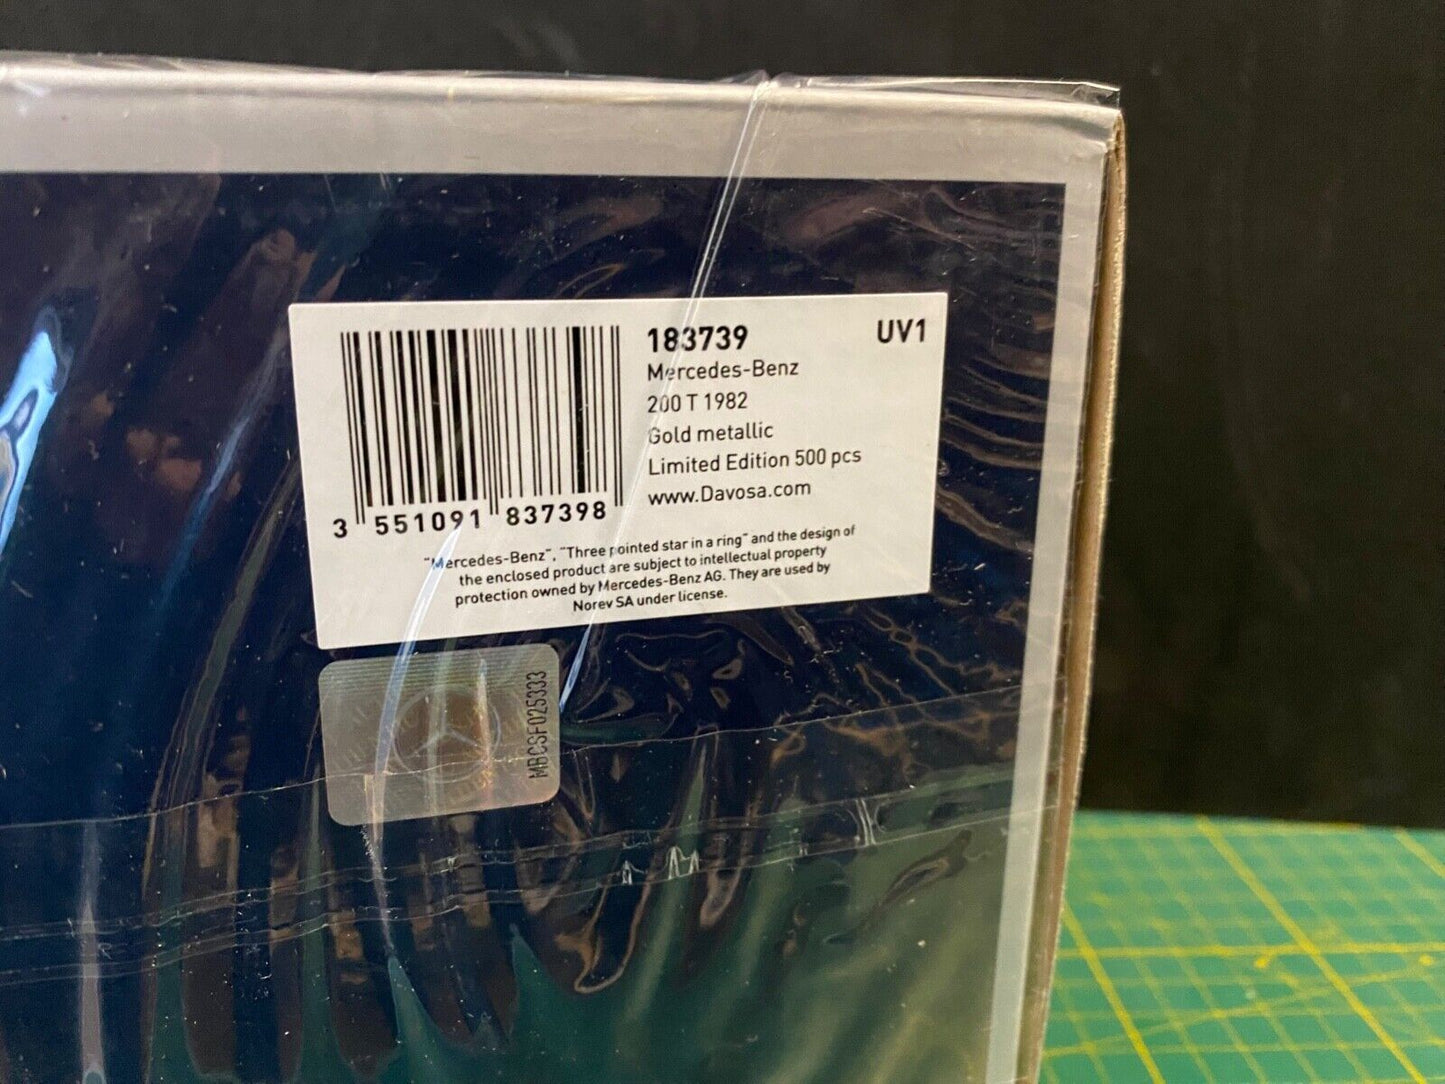 183739
UV1
Mercedes-Benz
200 T 1982
Gold metallic
Limited Edition 500 pcs
www.Davosa.com
3 551091 837398
"Mercedes-Benz", "Three pointed star in a ring" and the design of
the enclosed product are subject to intellectual property
protection owned by Mercedes-Benz AG. They are used by
Norev SA under license.
MBCSF025333